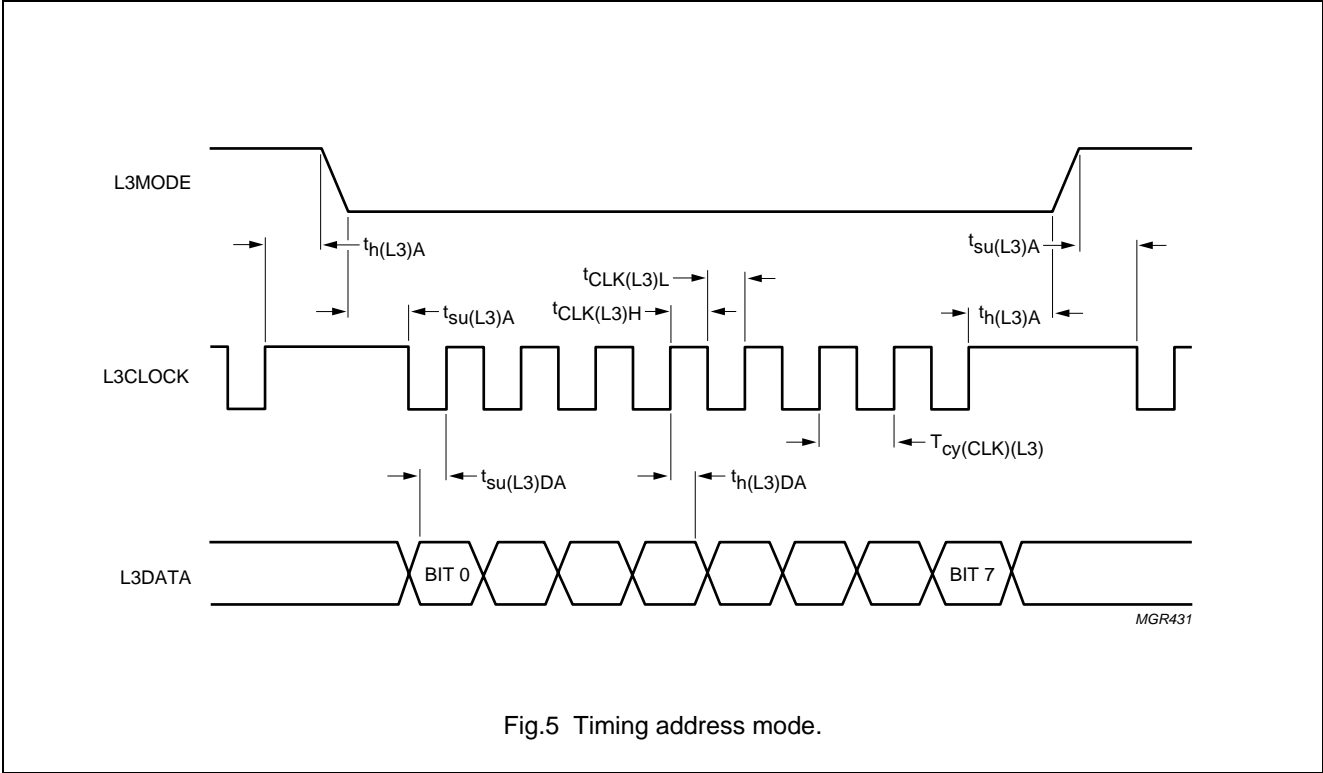 L3MODE
th(L3)A
tsu(L3)A
tCLK(L3)L
tsu(L3)A
tCLK(L3)H
th(L3)A
L3CLOCK
Tcy(CLK)(L3)
tsu(L3)DA
th(L3)DA
L3DATA
BIT 0
BIT 7
MGR431
Fig.5 Timing address mode.